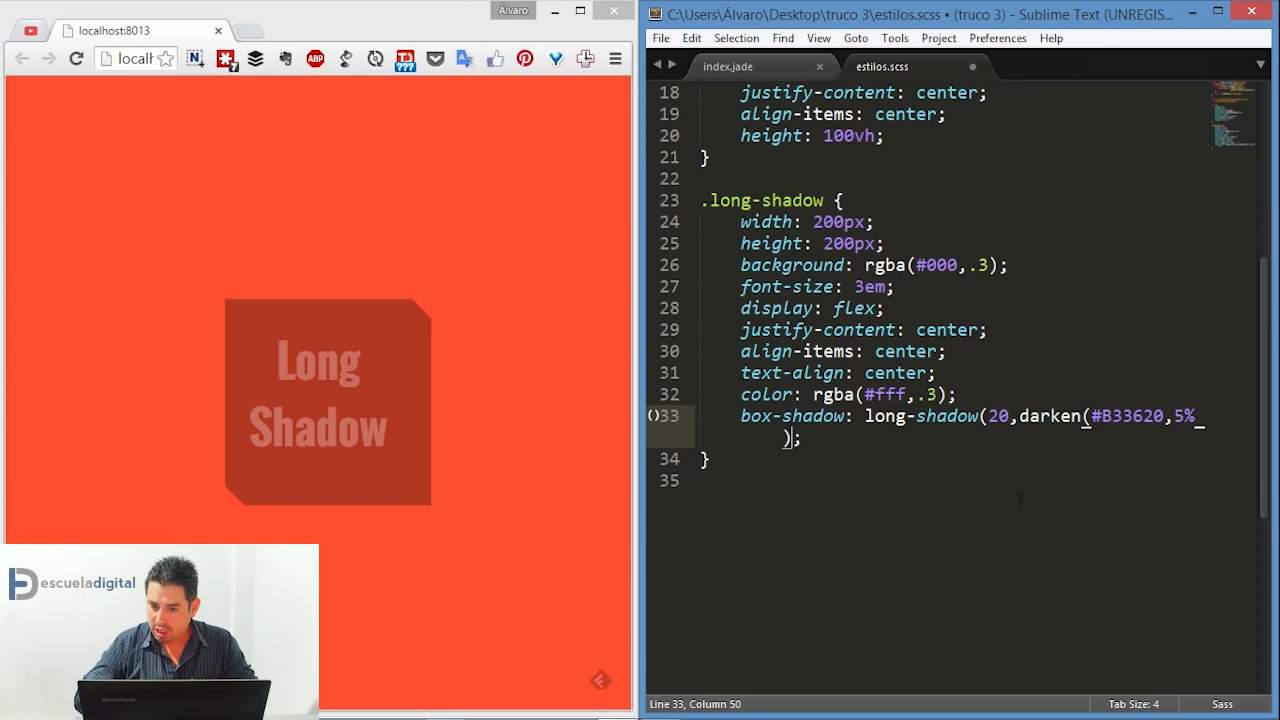 Álvaro
localhost:8013
localh
7
ABP
777
Long
Shadow
escueladigital
C:\Users\Álvaro\Desktop\truco 3\estilos.scss • (truco 3) - Sublime Text (UNREGIS...
File Edit Selection Find View Goto Tools Project Preferences Help
index.jade estilos.scss
18 justify-content: center;
19 align-items: center;
20 height: 100vh;
21 }
22
23 .long-shadow {
24 width: 200px;
25 height: 200px;
26 background: rgba(#000,.3);
27 font-size: 3em;
28 display: flex;
29 justify-content: center;
30 align-items: center;
31 text-align: center;
32 color: rgba(#fff,.3);
33 box-shadow: long-shadow(20,darken(#B33620,5%
);
34 }
35
Line 33, Column 50 Tab Size: 4 Sass